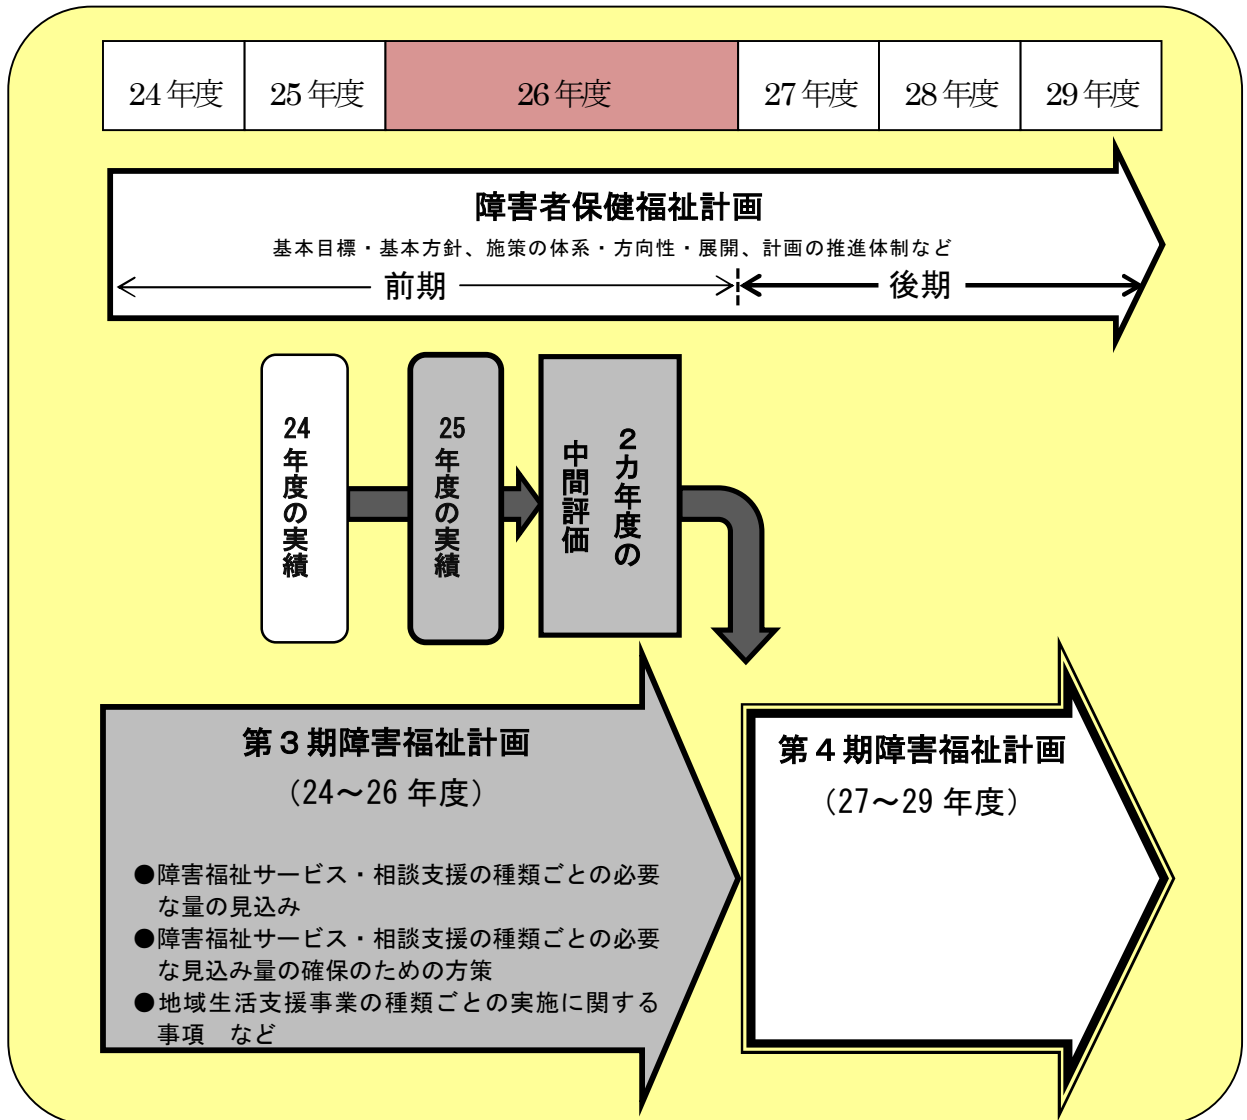 24年度 25年度 26年度 27年度 28年度 29年度
障害者保健福祉計画
基本目標・基本方針、施策の体系・方向性・展開、計画の推進体制など
前期 後期
24年度の実績
25年度の実績
2カ年度の
中間評価
第3期障害福祉計画
(24~26年度)
●障害福祉サービス・相談支援の種類ごとの必要
な量の見込み
●障害福祉サービス・相談支援の種類ごとの必要
な見込み量の確保のための方策
●地域生活支援事業の種類ごとの実施に関する
事項 など
第4期障害福祉計画
(27~29年度)